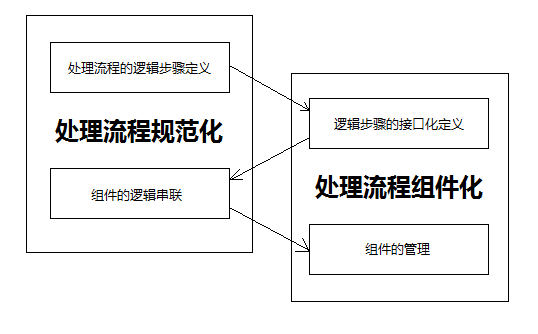 处理流程的逻辑步骤定义
处理流程规范化
组件的逻辑串联
逻辑步骤的接口化定义
处理流程组件化
组件的管理